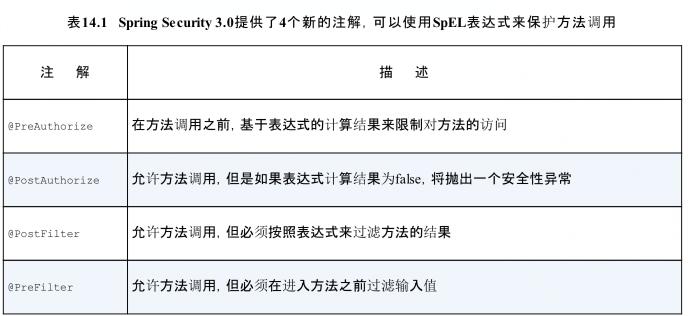 表14.1 Spring Security 3.0提供了4个新的注解, 可以使用SpEL表达式来保护方法调用
注 解 描 述
@PreAuthorize 在方法调用之前, 基于表达式的计算结果来限制对方法的访问
@PostAuthorize 允许方法调用, 但是如果表达式计算结果为false, 将抛出一个安全性异常
@PostFilter 允许方法调用, 但必须按照表达式来过滤方法的结果
@PreFilter 允许方法调用, 但必须在进入方法之前过滤输入值